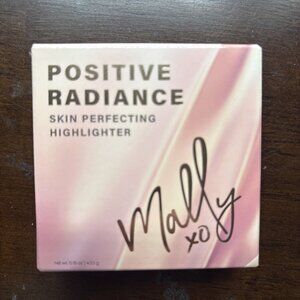 POSITIVE
RADIANCE
SKIN PERFECTING
HIGHLIGHTER
Mally
xo